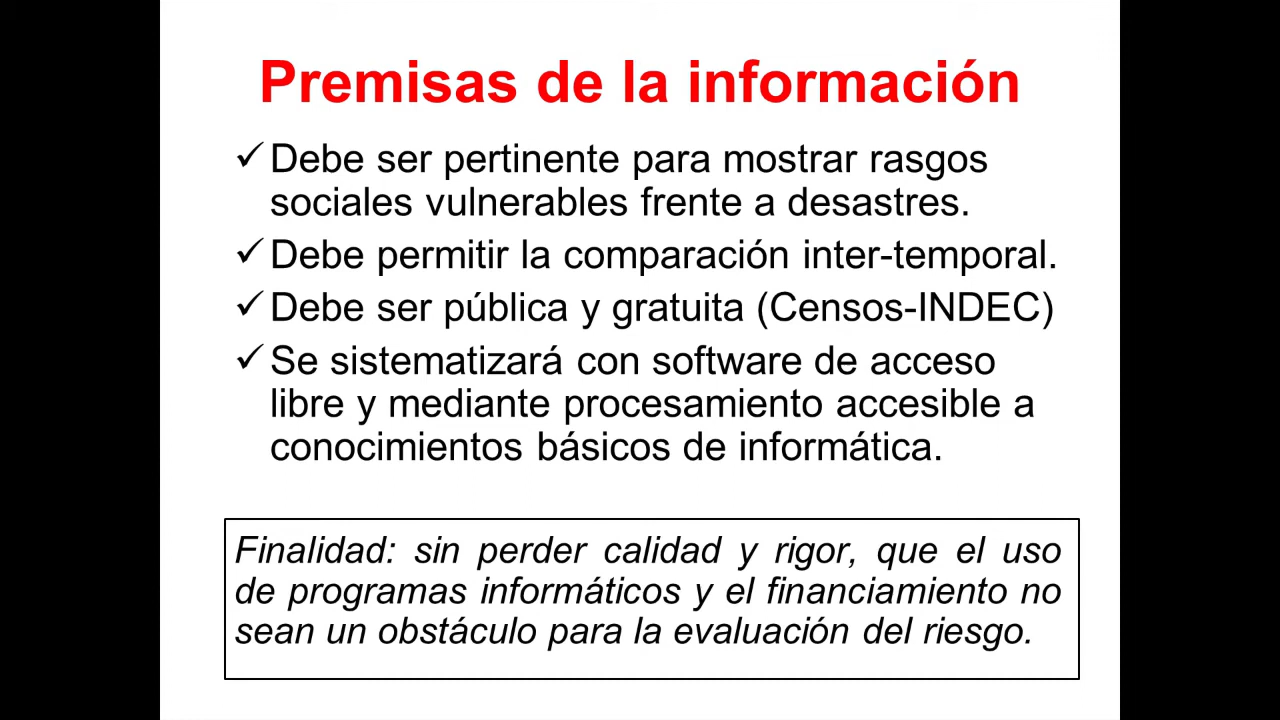 Premisas de la información
✓ Debe ser pertinente para mostrar rasgos
sociales vulnerables frente a desastres.
✓ Debe permitir la comparación inter-temporal.
✓ Debe ser pública y gratuita (Censos-INDEC)
✓ Se sistematizará con software de acceso
libre y mediante procesamiento accesible a
conocimientos básicos de informática.
Finalidad: sin perder calidad y rigor, que el uso
de programas informáticos y el financiamiento no
sean un obstáculo para la evaluación del riesgo.